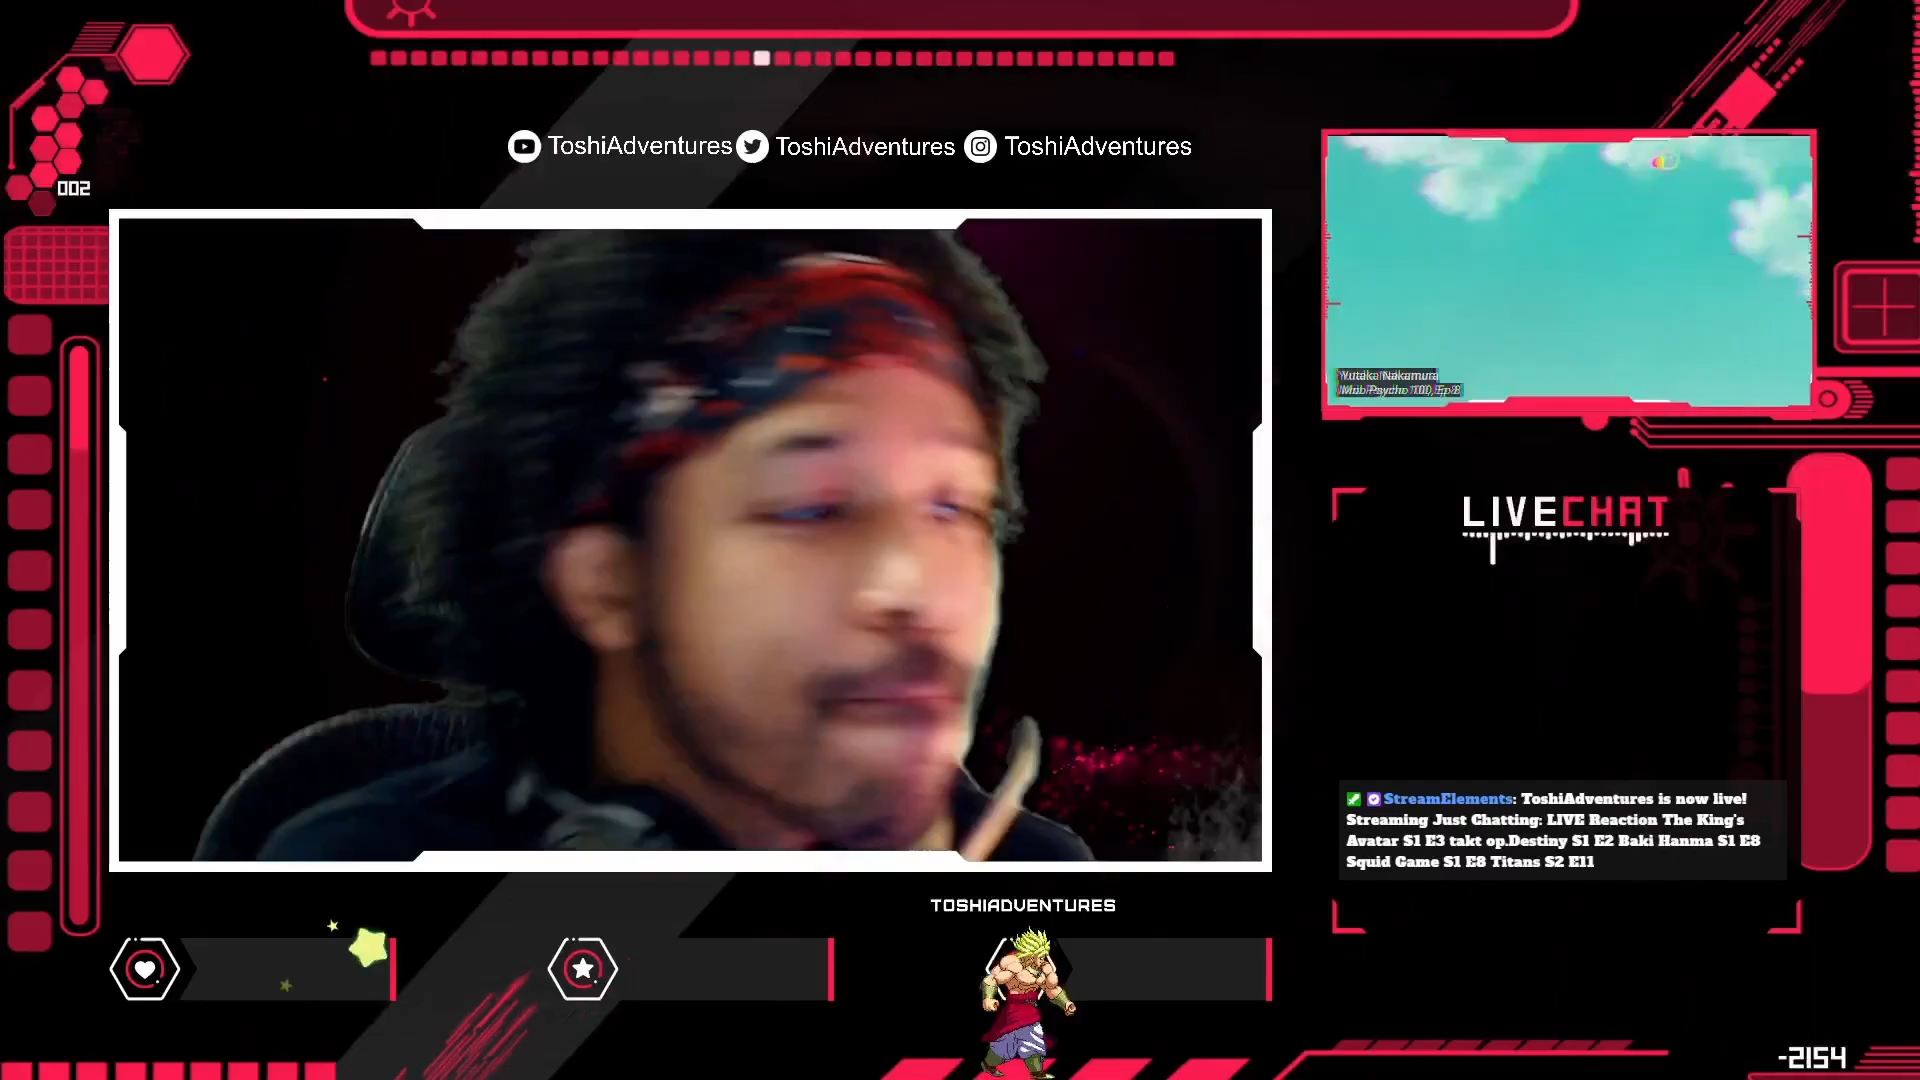 ToshiAdventures ToshiAdventures ToshiAdventures
002
Yutaka Nakamura
Mob Psycho 100, Ep 8
LIVECHAT
StreamElements: ToshiAdventures is now live!
Streaming Just Chatting: LIVE Reaction The King's
Avatar S1 E3 takt op.Destiny S1 E2 Baki Hanma S1 E8
Squid Game S1 E8 Titans S2 E11
TOSHIADVENTURES
-2154